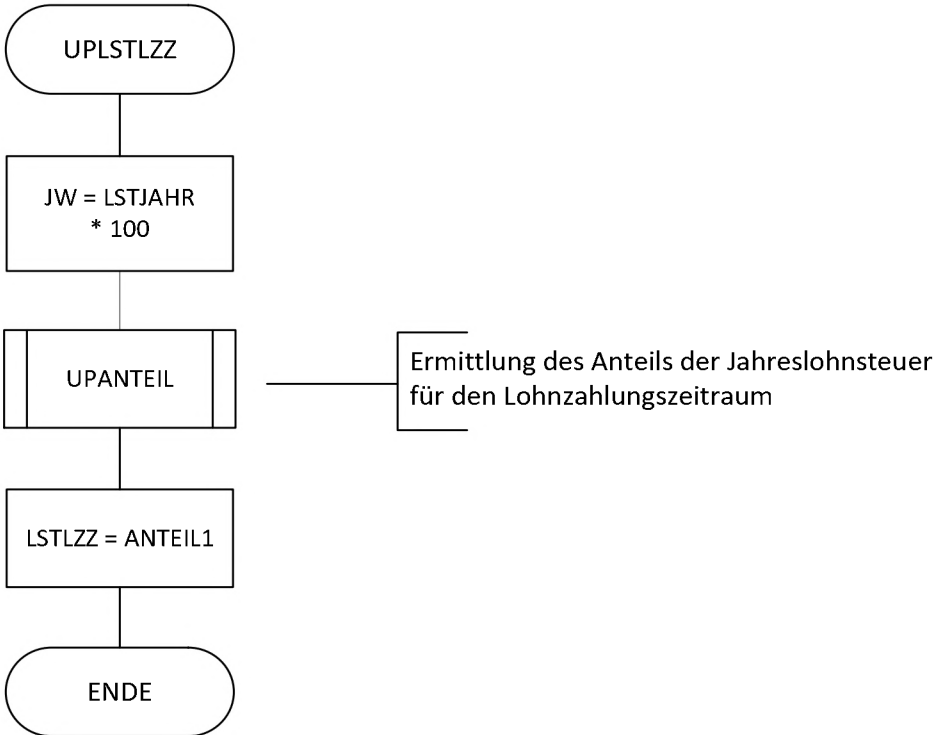 UPLSTLZZ
JW = LSTJAHR
* 100
UPANTEIL
Ermittlung des Anteils der Jahreslohnsteuer
für den Lohnzahlungszeitraum
LSTLZZ = ANTEIL1
ENDE